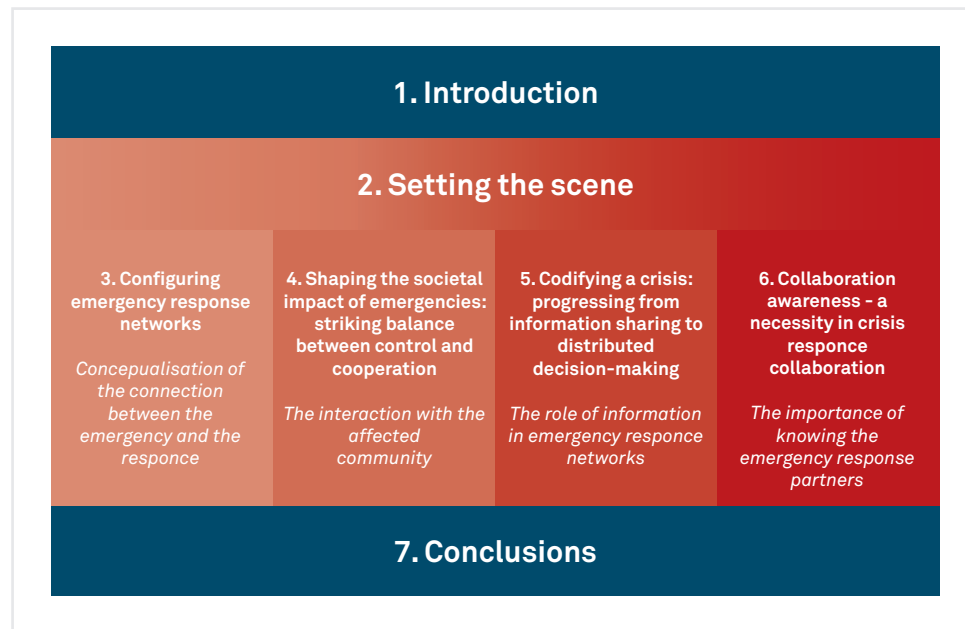 1. Introduction
2. Setting the scene
3. Configuring
emergency response
networks
Concepualisation of
the connection
between the
emergency and the
responce
4. Shaping the societal
impact of emergencies:
striking balance
between control and
cooperation
The interaction with the
affected
community
5. Codifying a crisis:
progressing from
information sharing to
distributed
decision-making
The role of information
in emergency responce
networks
6. Collaboration
awareness - a
necessity in crisis
responce
collaboration
The importance of
knowing the
emergency response
partners
7. Conclusions